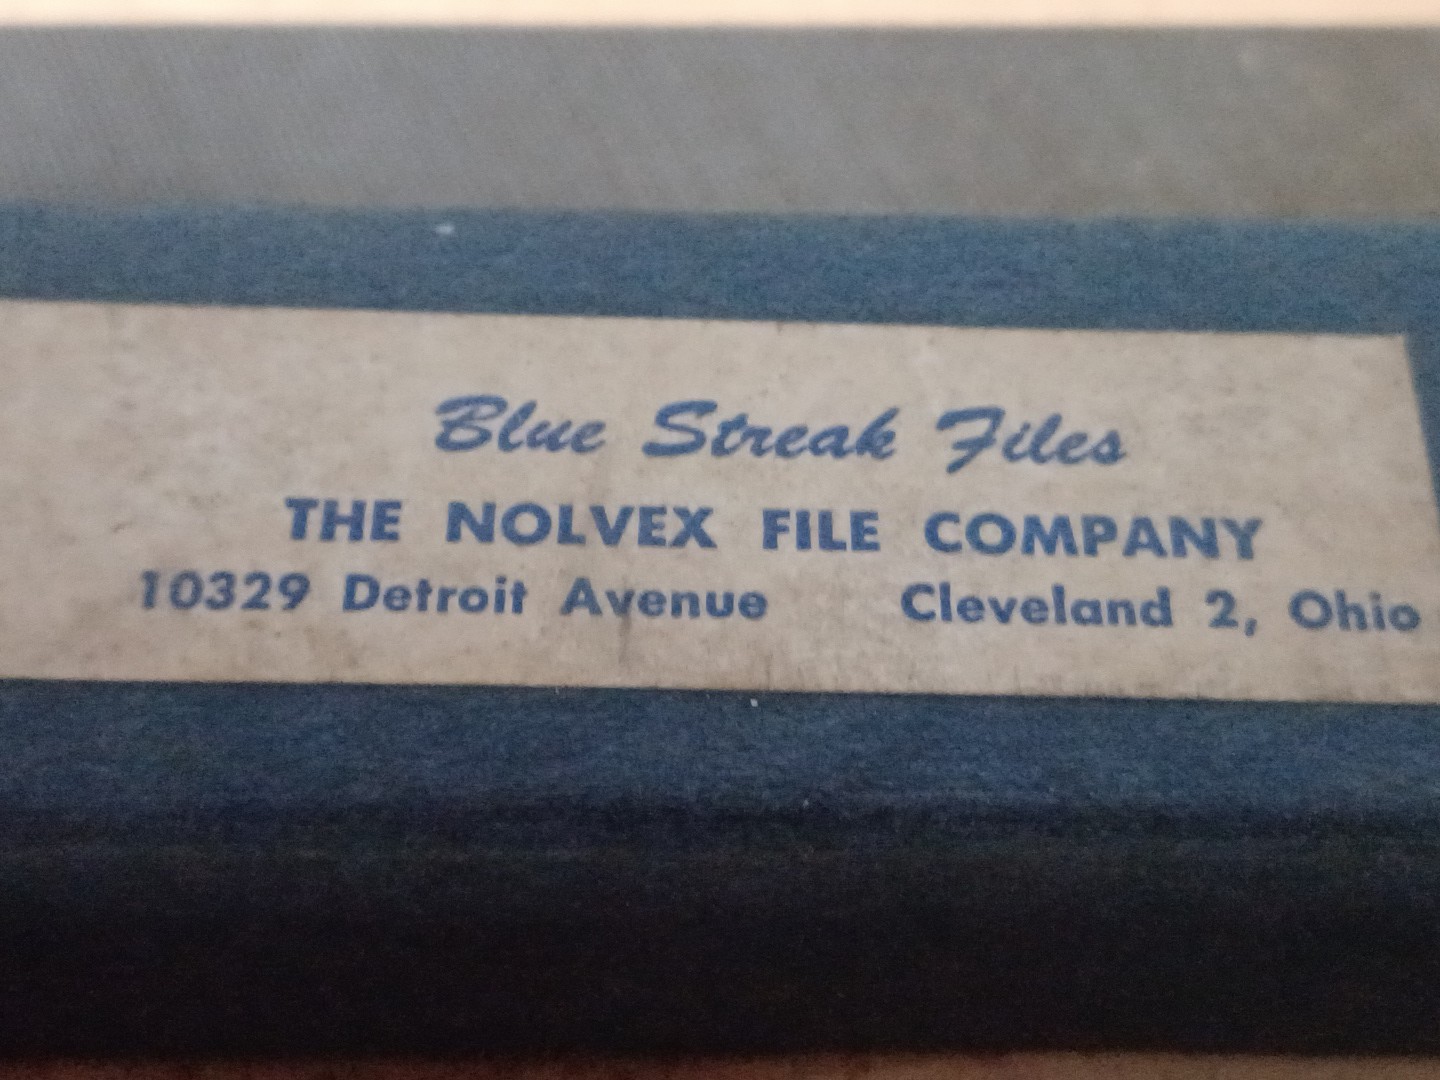 Blue Streak Files
THE NOLVEX FILE COMPANY
10329 Detroit Avenue Cleveland 2, Ohio